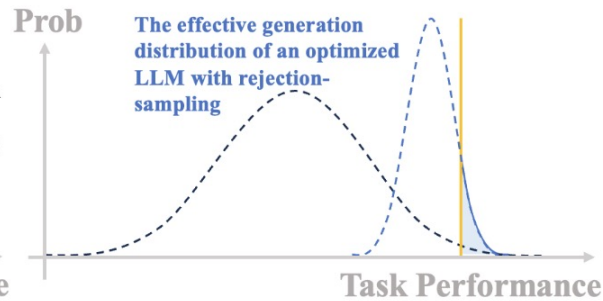 Prob
The effective generation
distribution of an optimized
LLM with rejection-
sampling
Task Performance